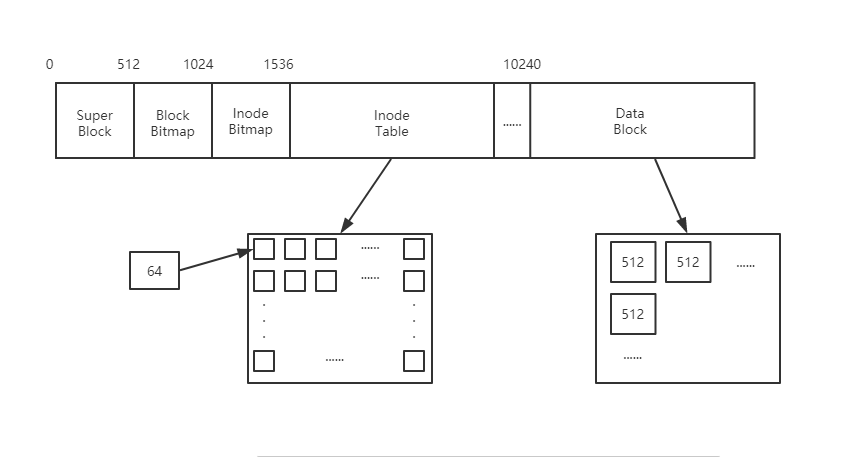 0 512 1024 1536 10240
Super
Block
Block
Bitmap
Inode
Bitmap
Inode
Table
......
Data
Block
64
......
......
......
512 512 ......
512
......